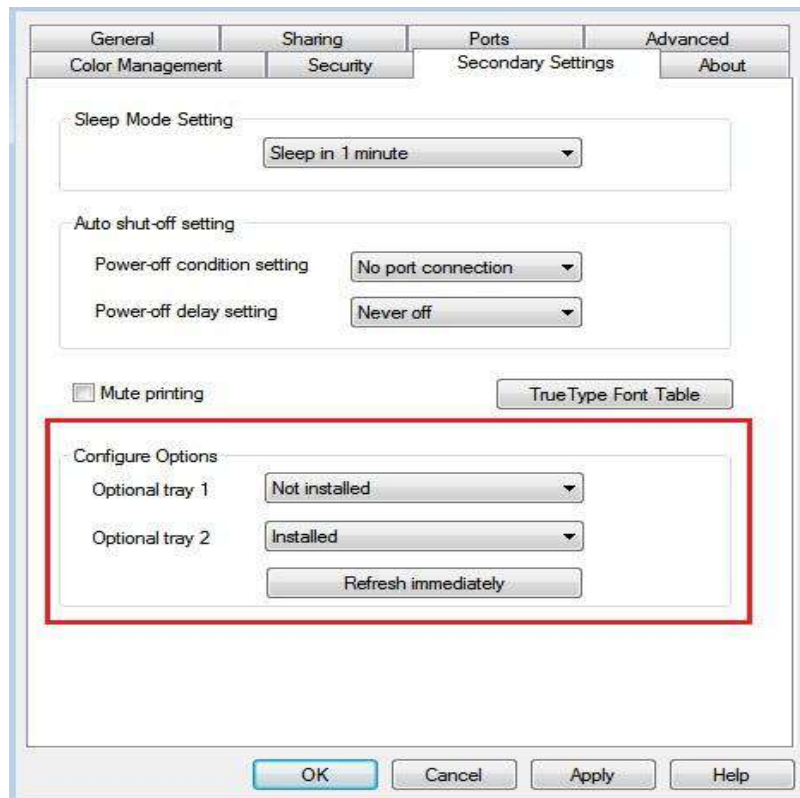 General Sharing Ports Advanced
Color Management Security Secondary Settings About
Sleep Mode Setting
Sleep in 1 minute
Auto shut-off setting
Power-off condition setting No port connection
Power-off delay setting Never off
Mute printing TrueType Font Table
Configure Options
Optional tray 1 Not installed
Optional tray 2 Installed
Refresh immediately
OK Cancel Apply Help